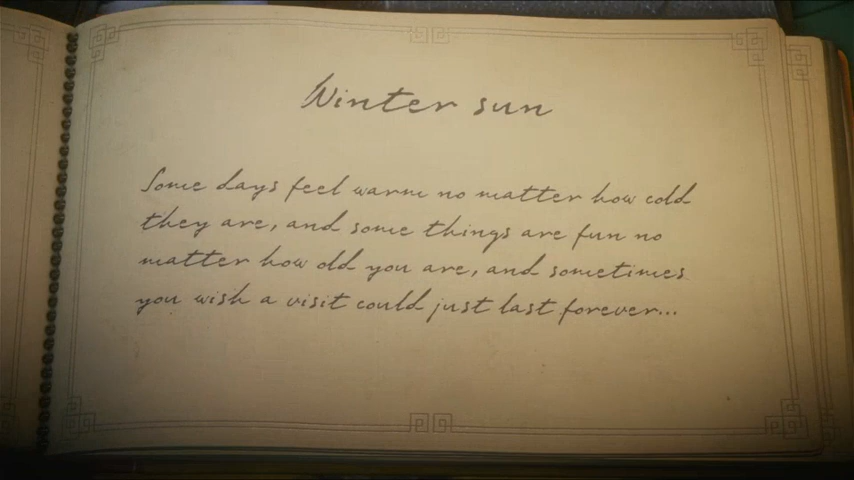 Winter sun
Some days feel warm no matter how cold
they are, and some things are fun no
matter how old you are, and sometimes
you wish a visit could just last forever...